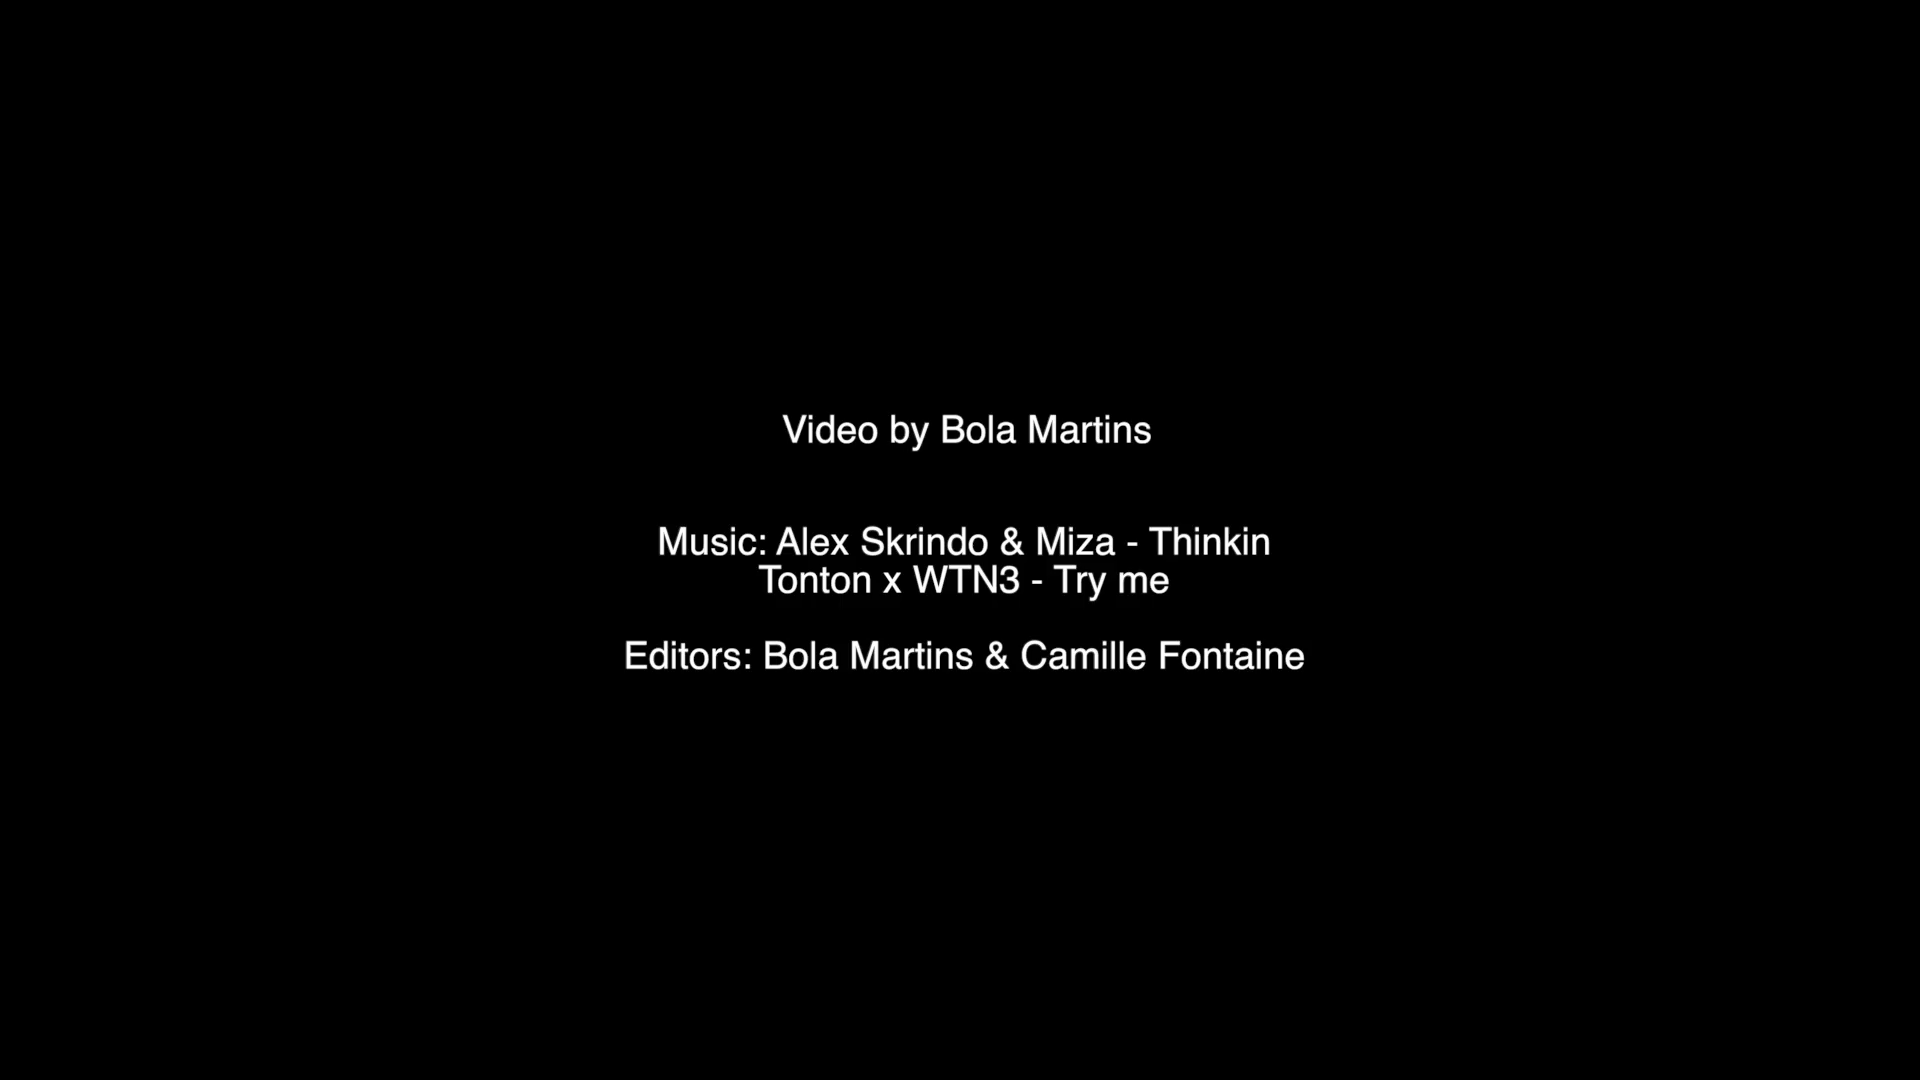 Video by Bola Martins
Music: Alex Skrindo & Miza - Thinkin
Tonton x WTN3 - Try me
Editors: Bola Martins & Camille Fontaine